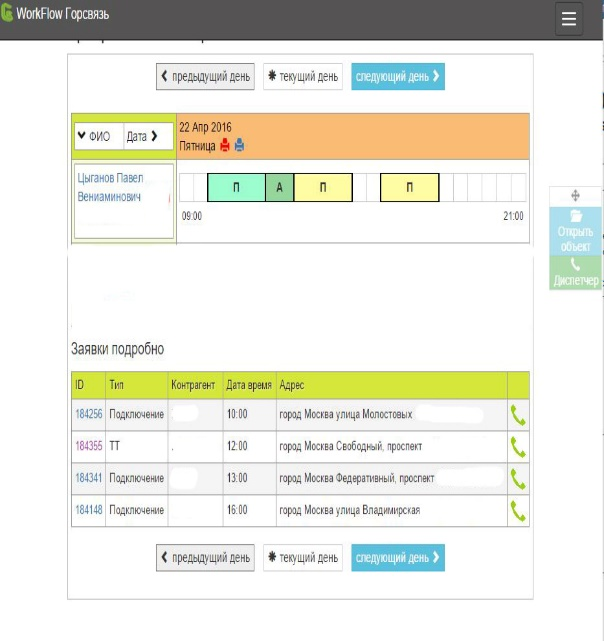 WorkFlow Горсвязь
предыдущий день
текущий день
следующий день
ФИО Дата
22 Апр 2016
Пятница
Цыганов Павел
Вениаминович
П А П П
09:00 21:00
Открыть
объект
Диспетчер
Заявки подробно
ID Тип Контрагент Дата время Адрес
184256 Подключение 10:00 город Москва улица Молостовых
184355 ТТ . 12:00 город Москва Свободный, проспект
184341 Подключение 13:00 город Москва Федеративный, проспект
184148 Подключение 16:00 город Москва улица Владимирская
предыдущий день
текущий день
следующий день